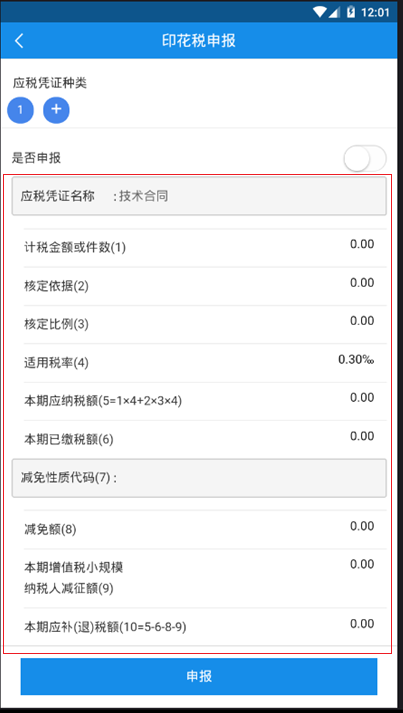 12:01
印花税申报
应税凭证种类
1 +
是否申报
应税凭证名称 :技术合同
计税金额或件数(1) 0.00
核定依据(2) 0.00
核定比例(3) 0.00
适用税率(4) 0.30‰
本期应纳税额(5=1×4+2×3×4) 0.00
本期已缴税额(6) 0.00
减免性质代码(7) :
减免额(8) 0.00
本期增值税小规模 0.00
纳税人减征额(9)
本期应补(退)税额(10=5-6-8-9) 0.00
申报